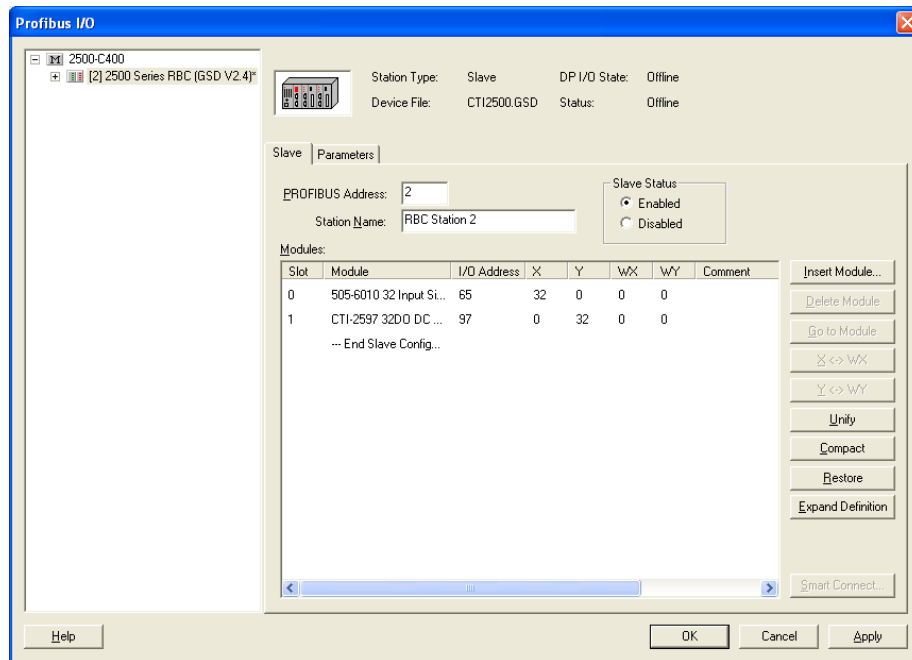 Profibus I/O
2500-C400
[2] 2500 Series RBC (GSD V2.4)*
Station Type: Slave DP I/O State: Offline
Device File: CTI2500.GSD Status: Offline
Slave Parameters
PROFIBUS Address: 2
Station Name: RBC Station 2
Slave Status
Enabled
Disabled
Modules:
Slot Module I/O Address X Y WX WY Comment
0 505-6010 32 Input Si... 65 32 0 0 0
1 CTI-2597 32DO DC ... 97 0 32 0 0
--- End Slave Config...
Insert Module...
Delete Module
Go to Module
X <-> WX
Y <-> WY
Unify
Compact
Restore
Expand Definition
Smart Connect...
Help OK Cancel Apply